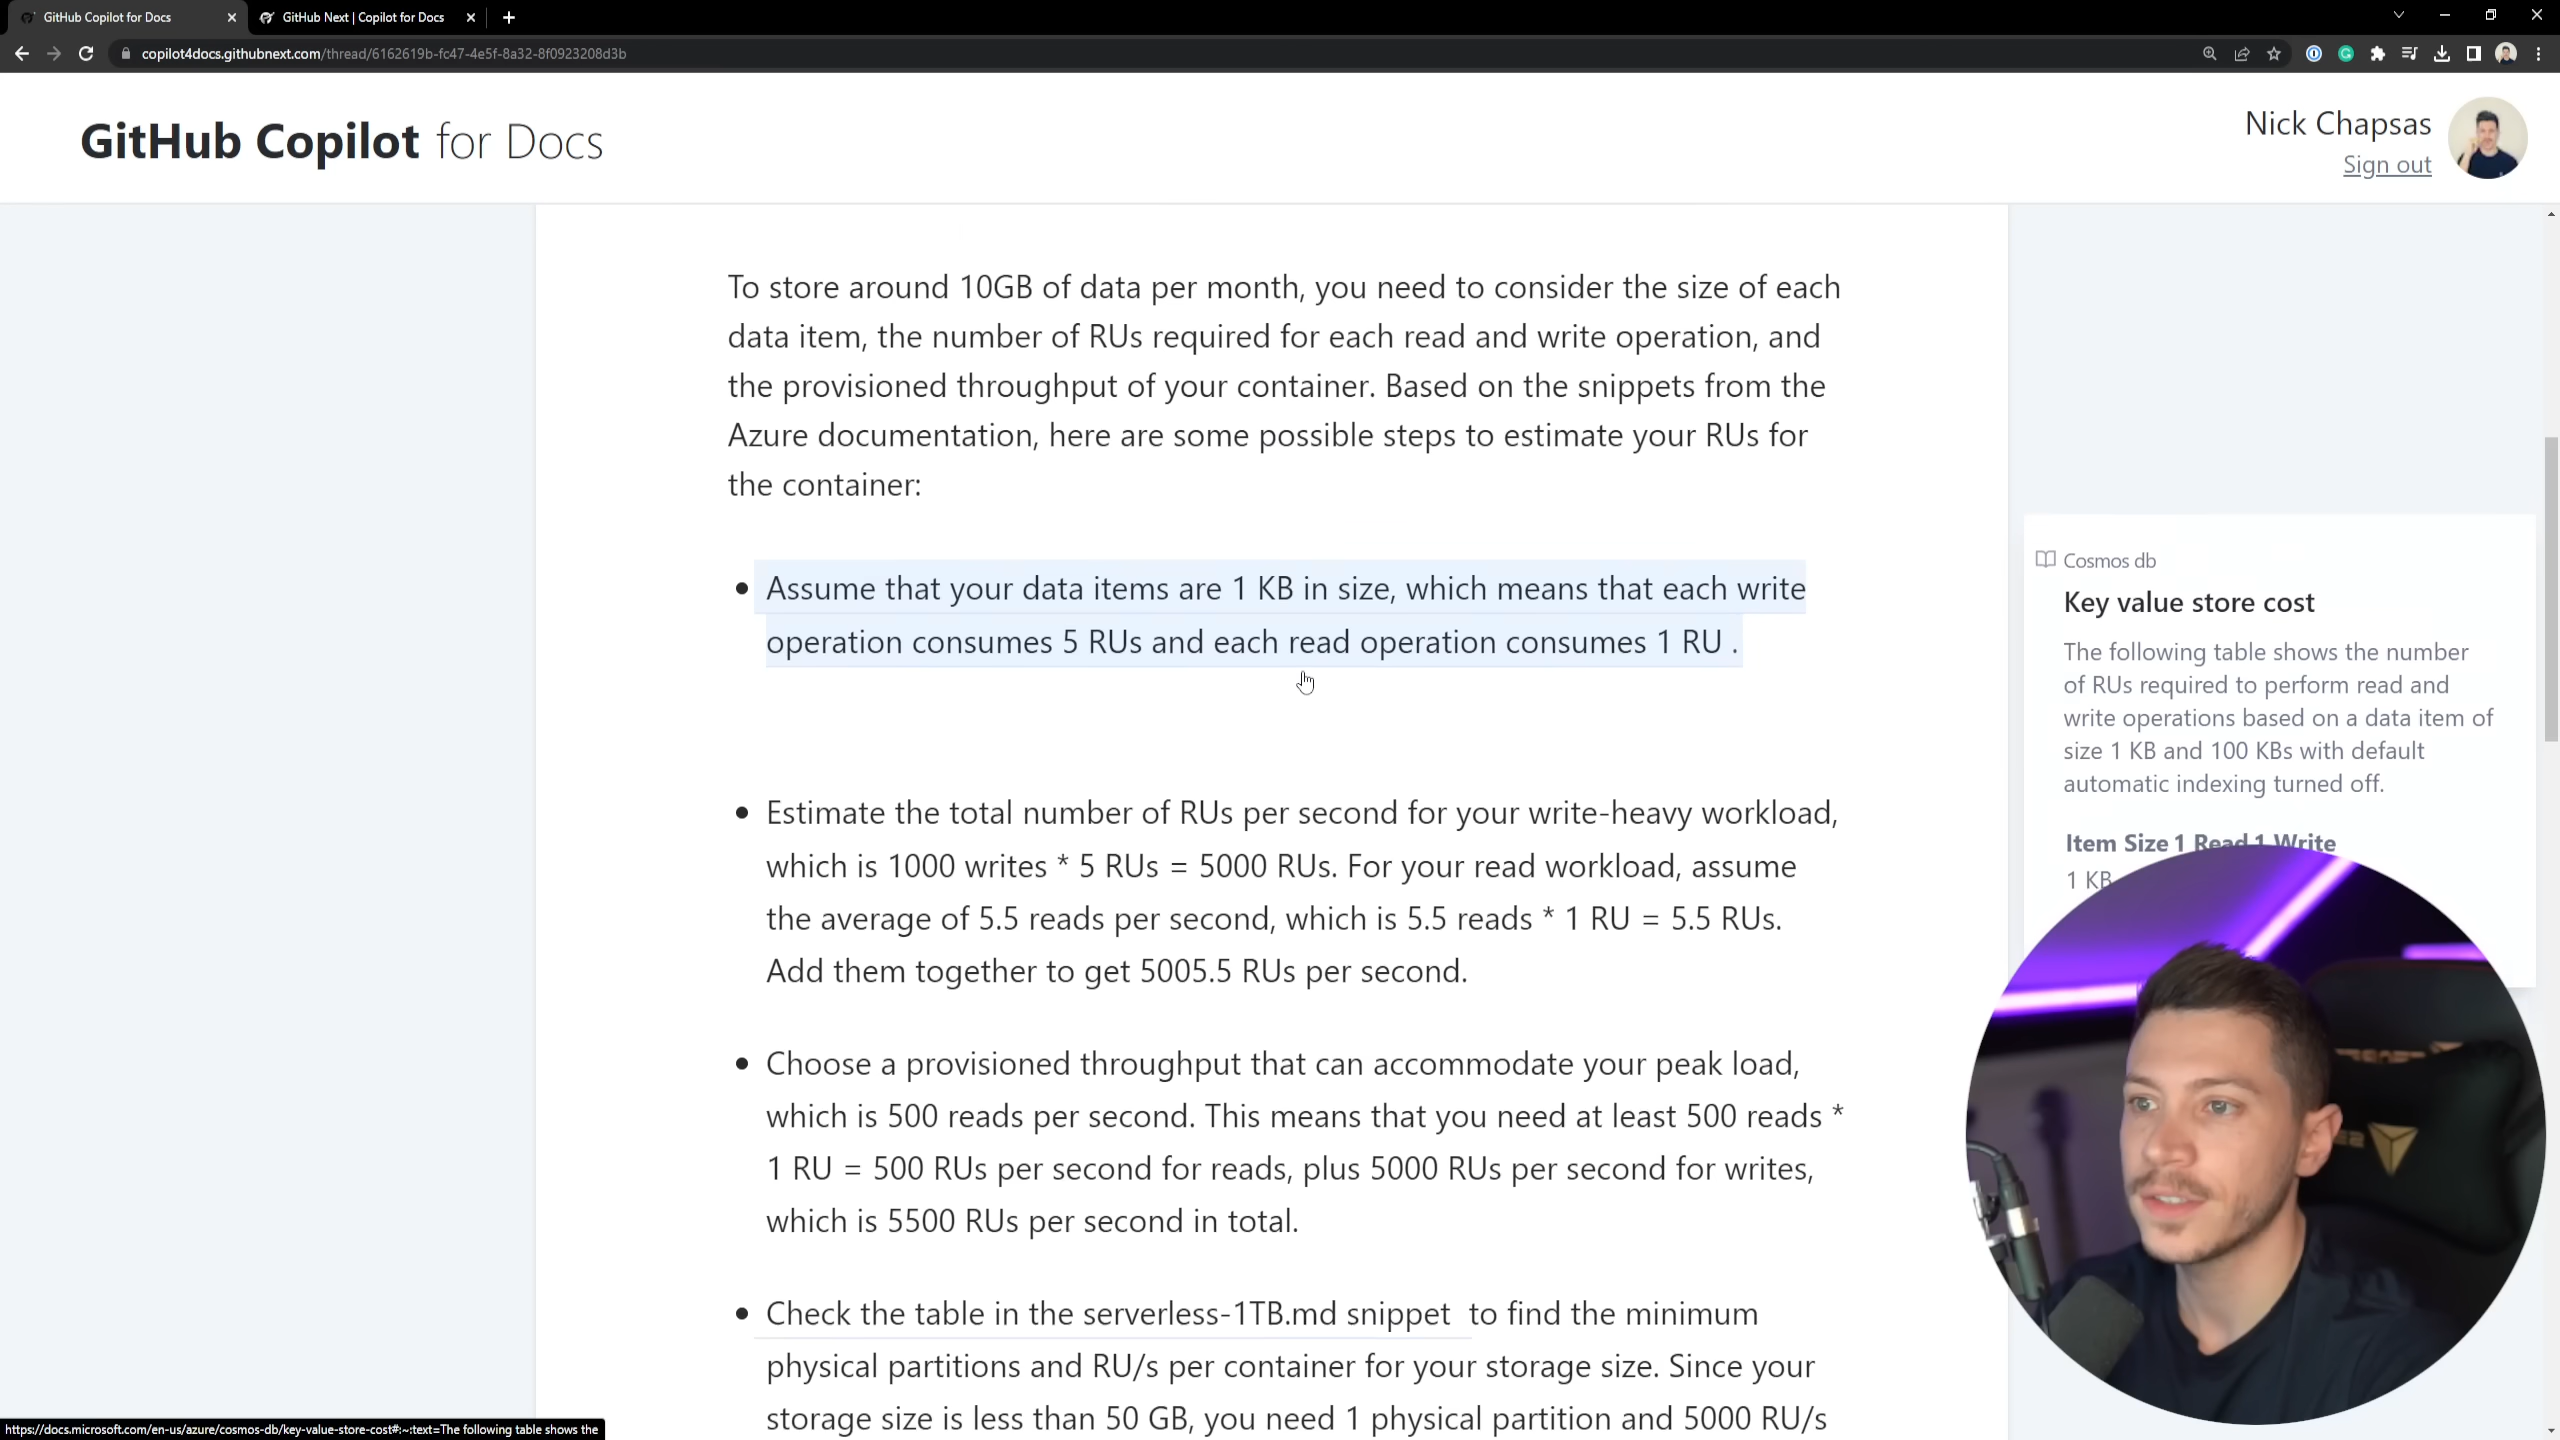 GitHub Copilot for Docs
GitHub Next | Copilot for Docs
copilot4docs.githubnext.com/thread/6162619b-fc47-4e5f-8a32-8f0923208d3b
GitHub Copilot for Docs
Nick Chapsas
Sign out
To store around 10GB of data per month, you need to consider the size of each
data item, the number of RUs required for each read and write operation, and
the provisioned throughput of your container. Based on the snippets from the
Azure documentation, here are some possible steps to estimate your RUs for
the container:
• Assume that your data items are 1 KB in size, which means that each write
operation consumes 5 RUs and each read operation consumes 1 RU .
• Estimate the total number of RUs per second for your write-heavy workload,
which is 1000 writes * 5 RUs = 5000 RUs. For your read workload, assume
the average of 5.5 reads per second, which is 5.5 reads * 1 RU = 5.5 RUs.
Add them together to get 5005.5 RUs per second.
• Choose a provisioned throughput that can accommodate your peak load,
which is 500 reads per second. This means that you need at least 500 reads *
1 RU = 500 RUs per second for reads, plus 5000 RUs per second for writes,
which is 5500 RUs per second in total.
• Check the table in the serverless-1TB.md snippet to find the minimum
physical partitions and RU/s per container for your storage size. Since your
storage size is less than 50 GB, you need 1 physical partition and 5000 RU/s
Cosmos db
Key value store cost
The following table shows the number
of RUs required to perform read and
write operations based on a data item of
size 1 KB and 100 KBs with default
automatic indexing turned off.
Item Size 1 Read 1 Write
1 KB
https://docs.microsoft.com/en-us/azure/cosmos-db/key-value-store-cost#:~:text=The following table shows the